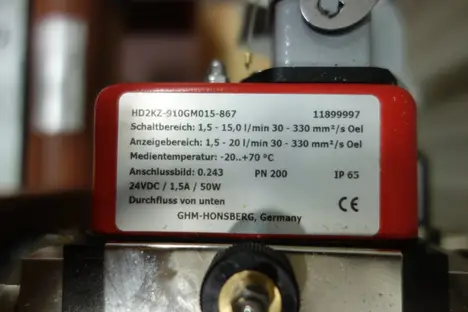 HD2KZ-910GM015-867 11899997
Schaltbereich: 1,5 - 15,0 l/min 30 - 330 mm²/s Oel
Anzeigebereich: 1,5 - 20 l/min 30 - 330 mm²/s Oel
Medientemperatur: -20..+70 ºC
Anschlussbild: 0.243 PN 200 IP 65
24VDC / 1,5A / 50W
Durchfluss von unten CE
GHM-HONSBERG, Germany